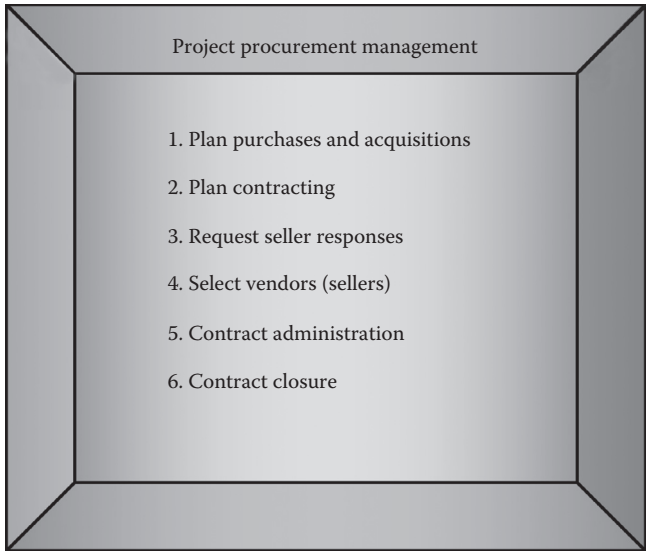 Project procurement management
1. Plan purchases and acquisitions
2. Plan contracting
3. Request seller responses
4. Select vendors (sellers)
5. Contract administration
6. Contract closure